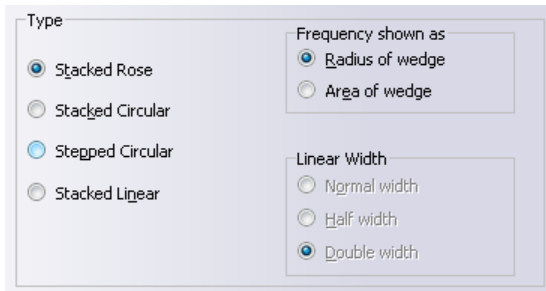 Type
Stacked Rose
Stacked Circular
Stepped Circular
Stacked Linear
Frequency shown as
Radius of wedge
Area of wedge
Linear Width
Normal width
Half width
Double width